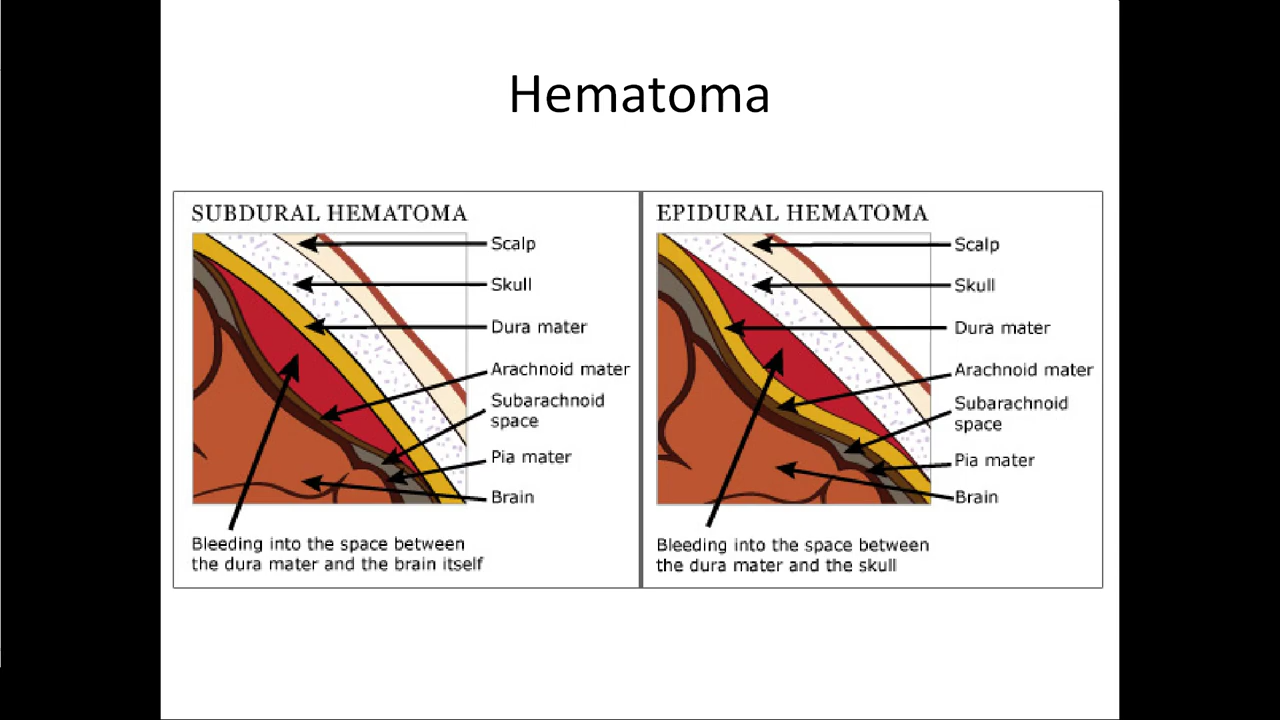 Hematoma
SUBDURAL HEMATOMA
Scalp
Skull
Dura mater
Arachnoid mater
Subarachnoid
space
Pia mater
Brain
Bleeding into the space between
the dura mater and the brain itself
EPIDURAL HEMATOMA
Scalp
Skull
Dura mater
Arachnoid mater
Subarachnoid
space
Pia mater
Brain
Bleeding into the space between
the dura mater and the skull